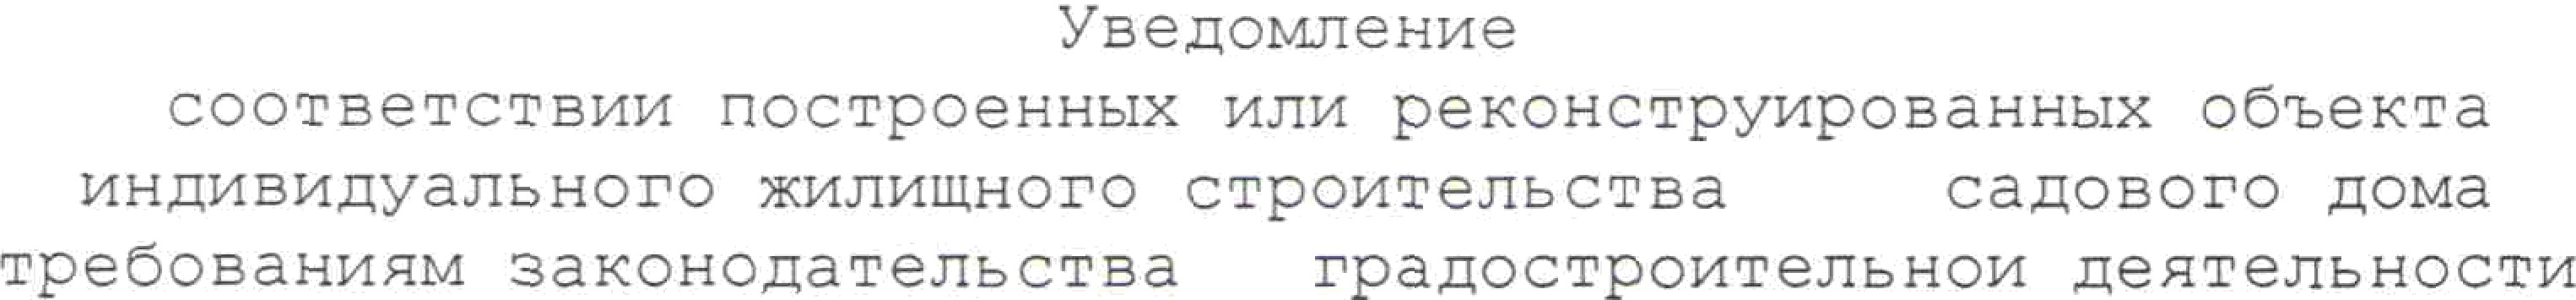 Уведомление
соответствии построенных или реконструированных объекта
индивидуального жилищного строительства садового дома
требованиям законодательства градостроительнои деятельности